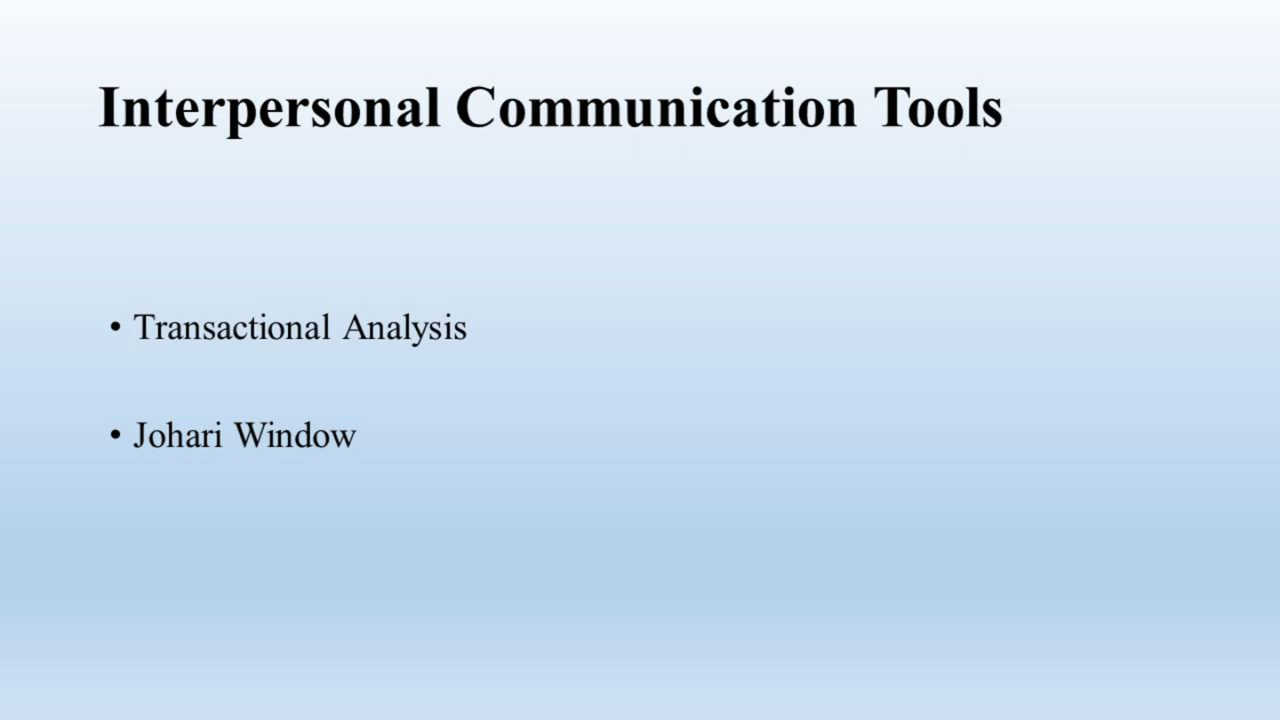 Interpersonal Communication Tools
• Transactional Analysis
• Johari Window